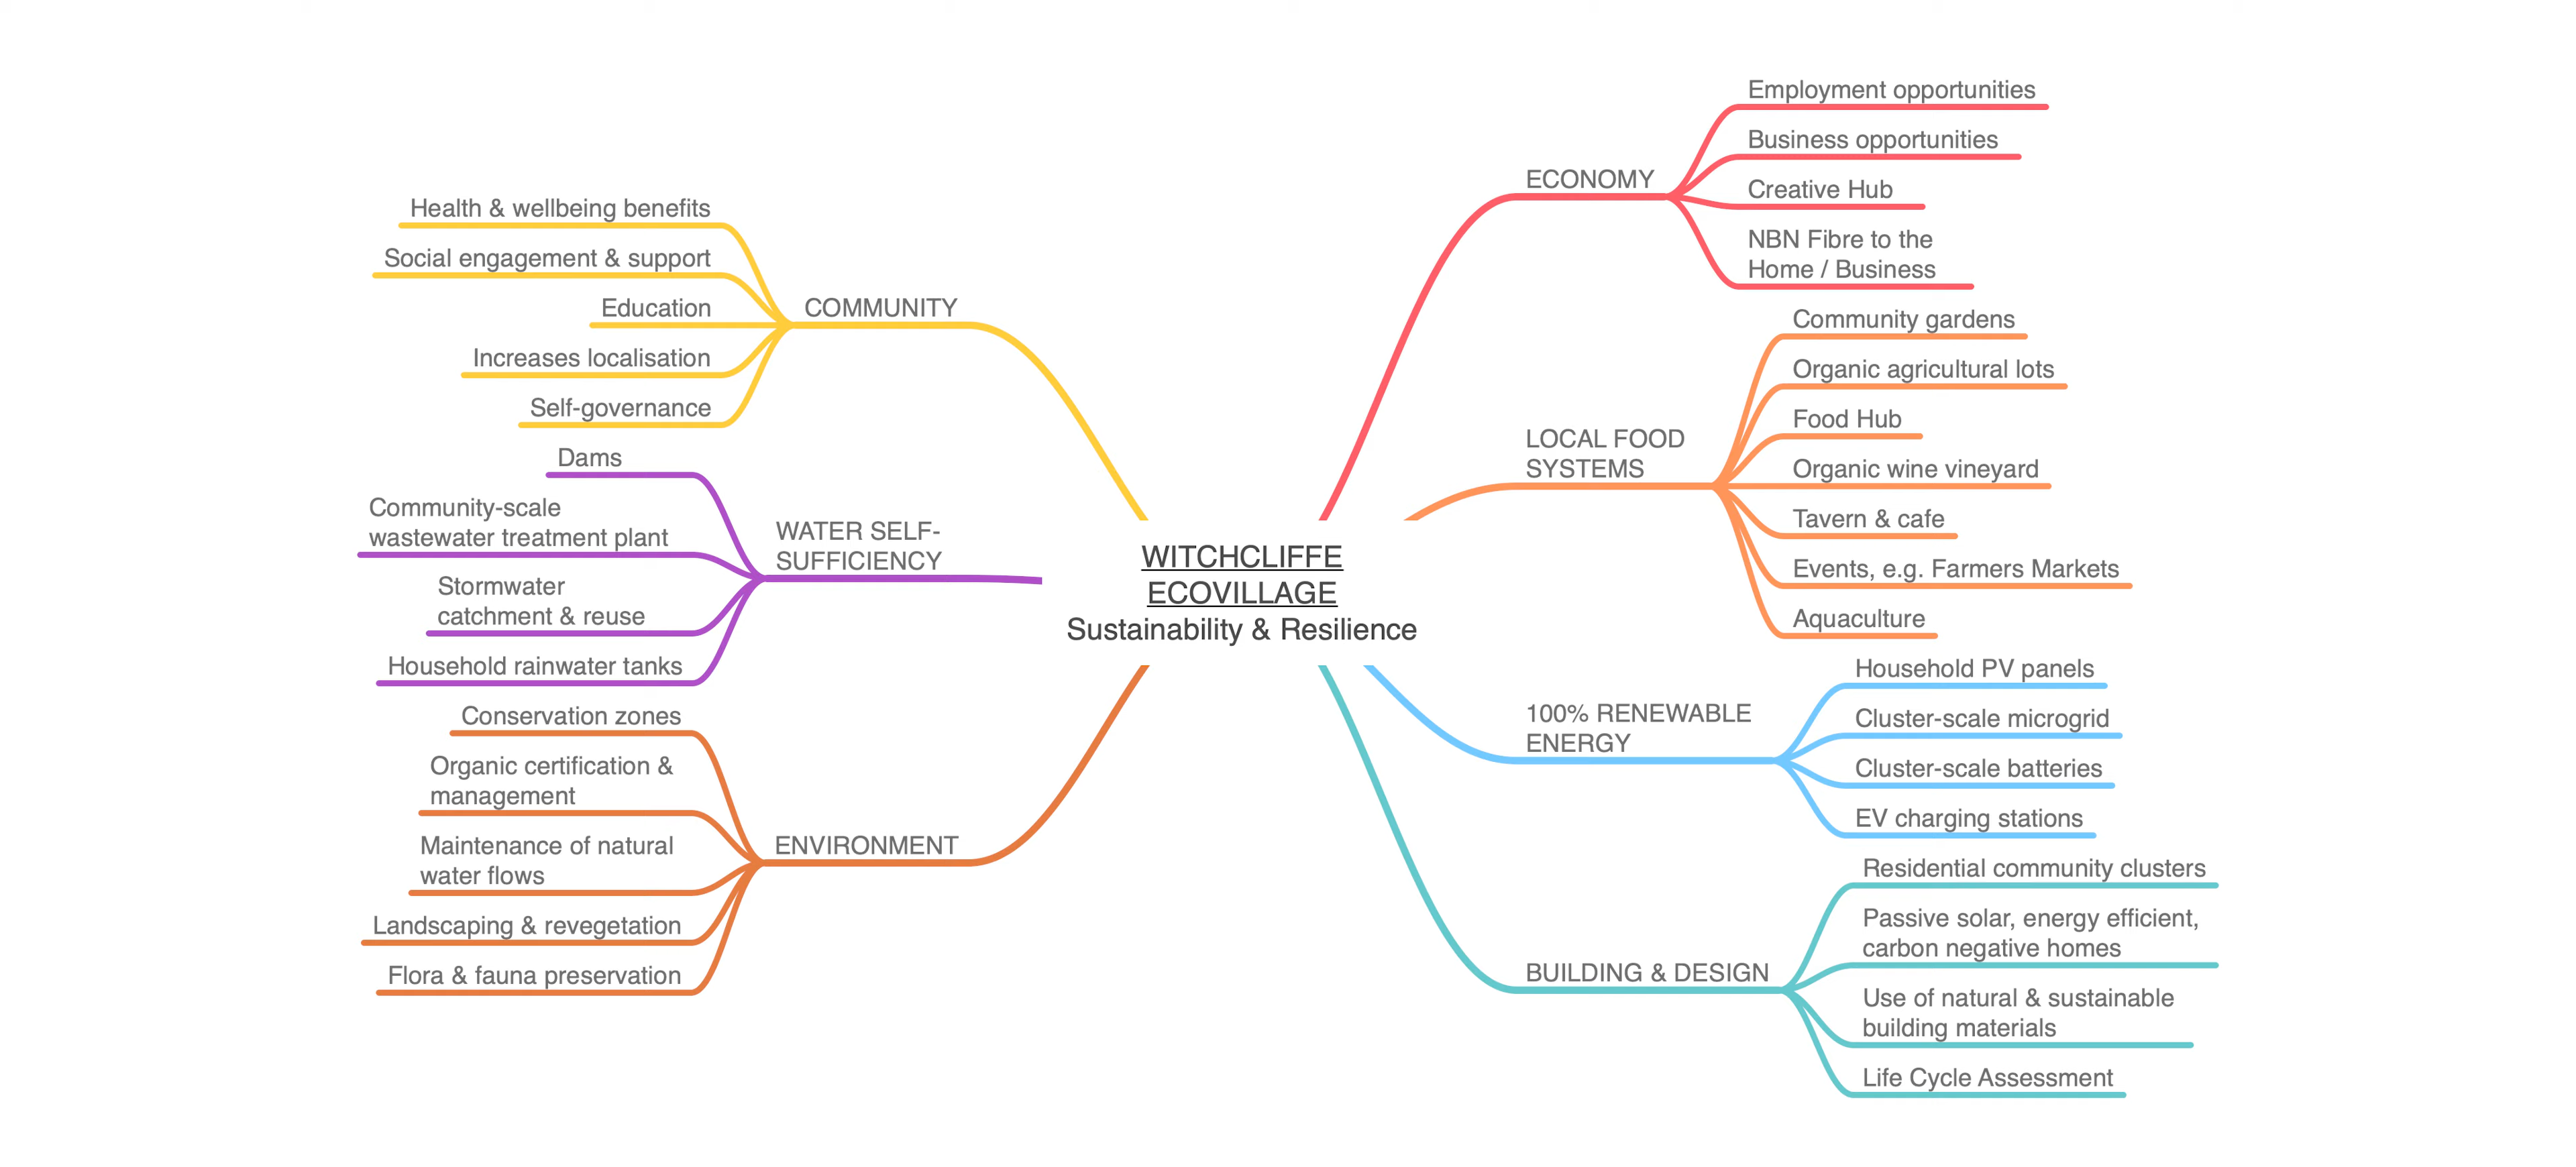 WITCHCLIFFE
ECOVILLAGE
Sustainability & Resilience
ECONOMY
Employment opportunities
Business opportunities
Creative Hub
NBN Fibre to the
Home / Business
LOCAL FOOD
SYSTEMS
Community gardens
Organic agricultural lots
Food Hub
Organic wine vineyard
Tavern & cafe
Events, e.g. Farmers Markets
Aquaculture
100% RENEWABLE
ENERGY
Household PV panels
Cluster-scale microgrid
Cluster-scale batteries
EV charging stations
BUILDING & DESIGN
Residential community clusters
Passive solar, energy efficient,
carbon negative homes
Use of natural & sustainable
building materials
Life Cycle Assessment
COMMUNITY
Health & wellbeing benefits
Social engagement & support
Education
Increases localisation
Self-governance
WATER SELF-
SUFFICIENCY
Dams
Community-scale
wastewater treatment plant
Stormwater
catchment & reuse
Household rainwater tanks
ENVIRONMENT
Conservation zones
Organic certification &
management
Maintenance of natural
water flows
Landscaping & revegetation
Flora & fauna preservation